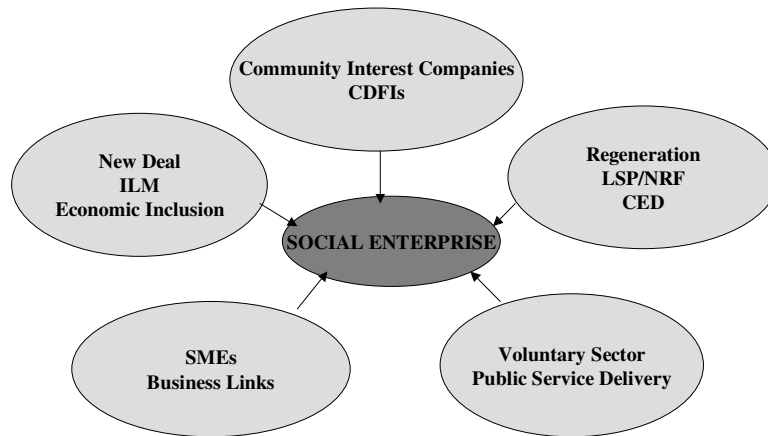 Community Interest Companies
CDFIs
New Deal
ILM
Economic Inclusion
Regeneration
LSP/NRF
CED
SOCIAL ENTERPRISE
SMEs
Business Links
Voluntary Sector
Public Service Delivery